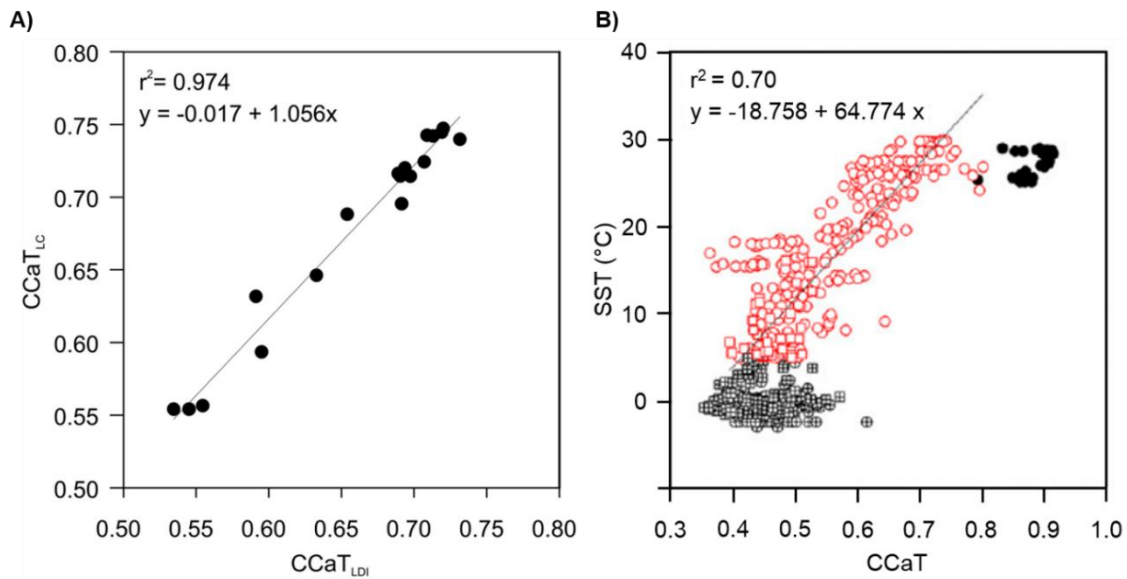 A)
0.80
0.75
0.70
0.65
0.60
0.55
0.50
r²= 0.974
y = -0.017 + 1.056x
CCaT_LC
0.50 0.55 0.60 0.65 0.70 0.75 0.80
CCaT_LDI
B)
40
30
20
10
0
r² = 0.70
y = -18.758 + 64.774 x
SST (°C)
0.3 0.4 0.5 0.6 0.7 0.8 0.9 1.0
CCaT